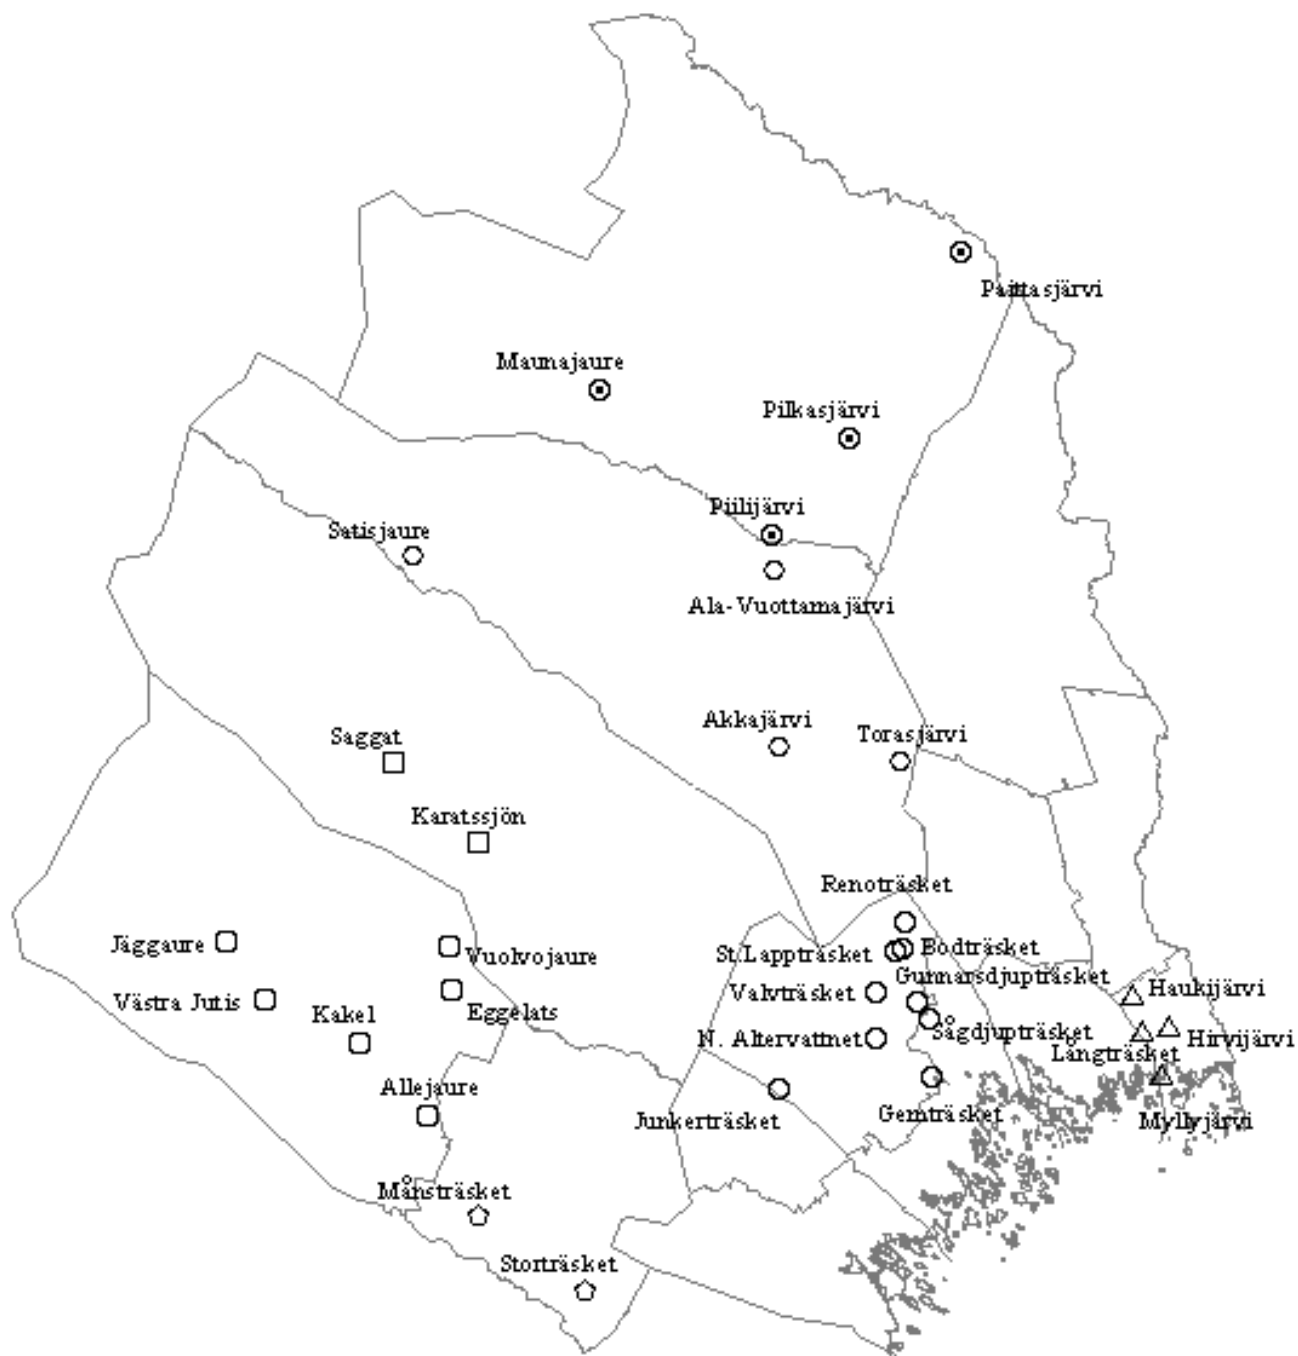 Paittasjärvi
Maunajaure
Pilkasjärvi
Piilijärvi
Satisjaure
Ala-Vuottamajärvi
Akkajärvi
Torasjärvi
Saggat
Karatssjön
Renoträsket
Jäggaure
Vuolvojaure
St.Lappträsket
Bodträsket
Gunnarsdjupträsket
Västra Jutis
Eggelats
Valvträsket
Haukijärvi
Kakel
N. Altervattnet
Sågdjupträsket
Hirvijärvi
Långträsket
Allejaure
Junkerträsket
Gemträsket
Myllyjärvi
Månsträsket
Storträsket